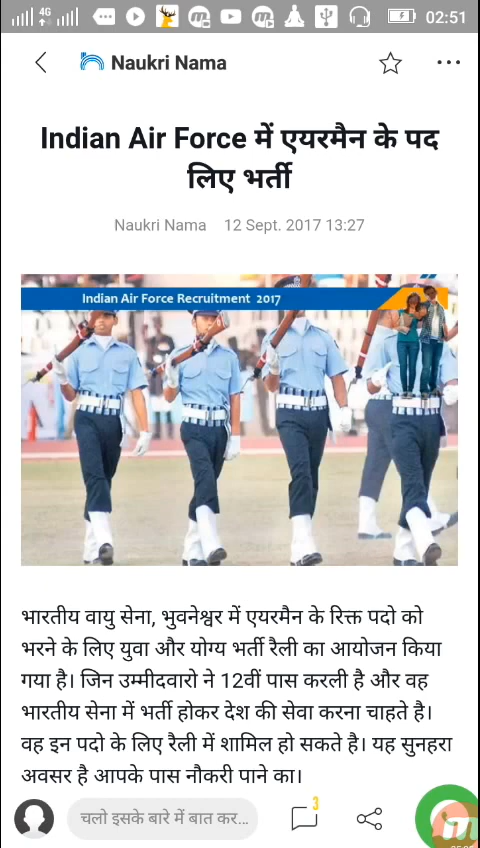 4G 02:51
Naukri Nama
Indian Air Force में एयरमैन के पद
लिए भर्ती
Naukri Nama 12 Sept. 2017 13:27
Indian Air Force Recruitment 2017
भारतीय वायु सेना, भुवनेश्वर में एयरमैन के रिक्त पदो को
भरने के लिए युवा और योग्य भर्ती रैली का आयोजन किया
गया है। जिन उम्मीदवारो ने 12वीं पास करली है और वह
भारतीय सेना में भर्ती होकर देश की सेवा करना चाहते है।
वह इन पदो के लिए रैली में शामिल हो सकते है। यह सुनहरा
अवसर है आपके पास नौकरी पाने का।
चलो इसके बारे में बात कर... 3